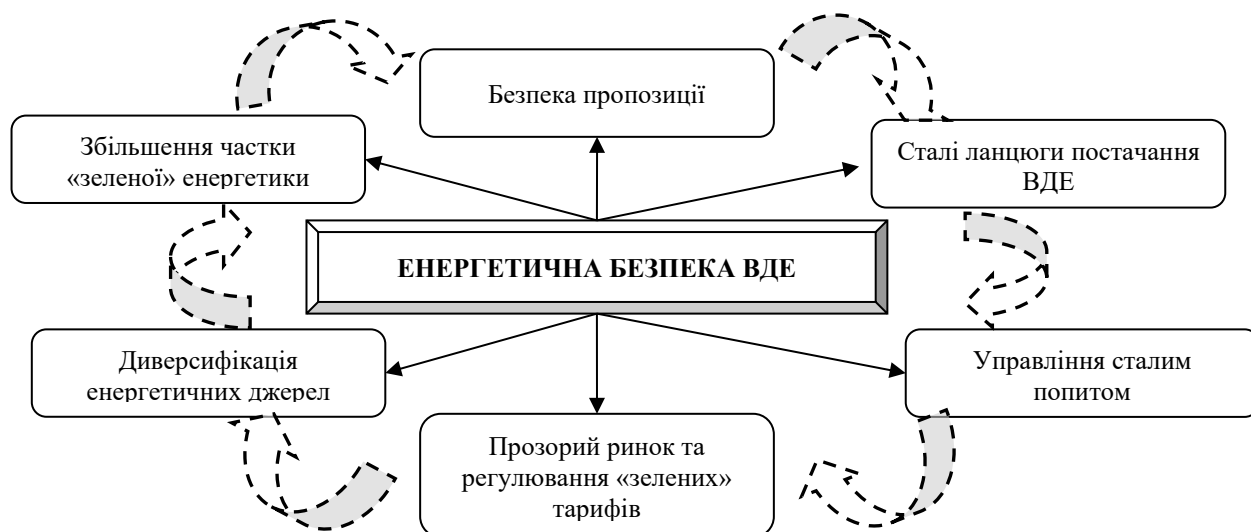 Безпека пропозиції
Збільшення частки
«зеленої» енергетики
Сталі ланцюги постачання
ВДЕ
ЕНЕРГЕТИЧНА БЕЗПЕКА ВДЕ
Диверсифікація
енергетичних джерел
Управління сталим
попитом
Прозорий ринок та
регулювання «зелених»
тарифів